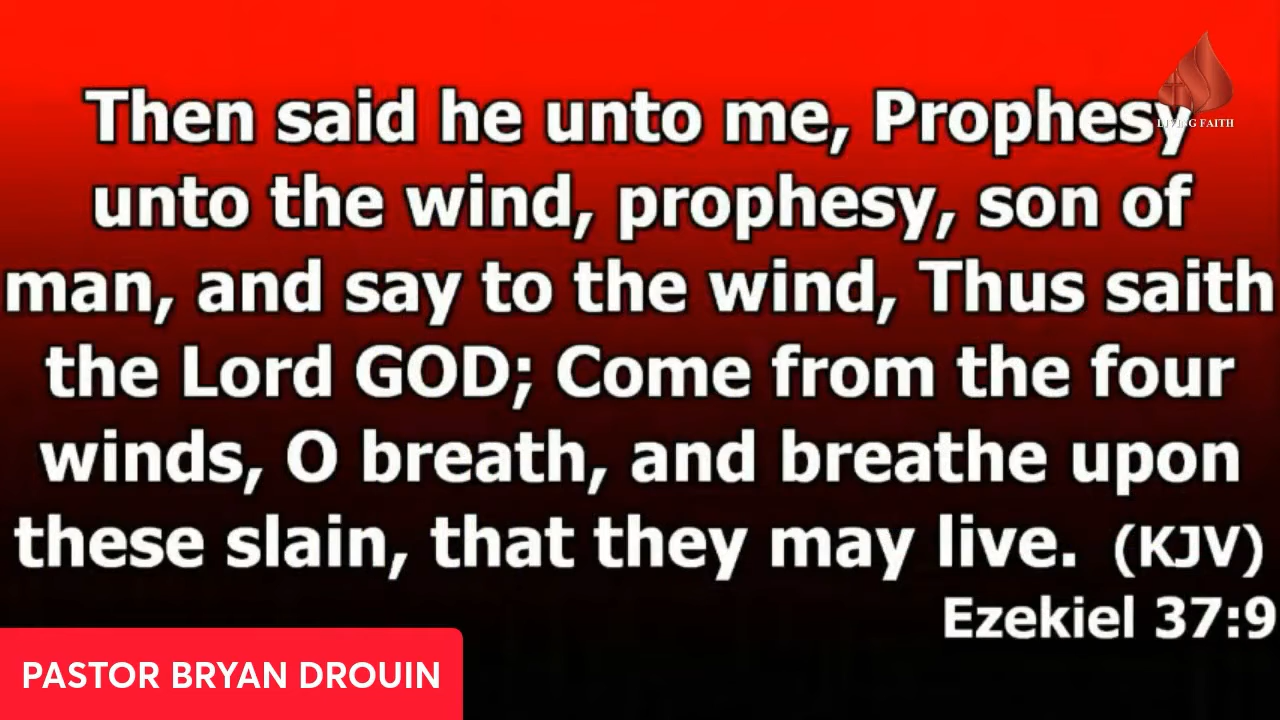 Then said he unto me, Prophesy
unto the wind, prophesy, son of
man, and say to the wind, Thus saith
the Lord GOD; Come from the four
winds, O breath, and breathe upon
these slain, that they may live. (KJV)
Ezekiel 37:9
LIVING FAITH
PASTOR BRYAN DROUIN